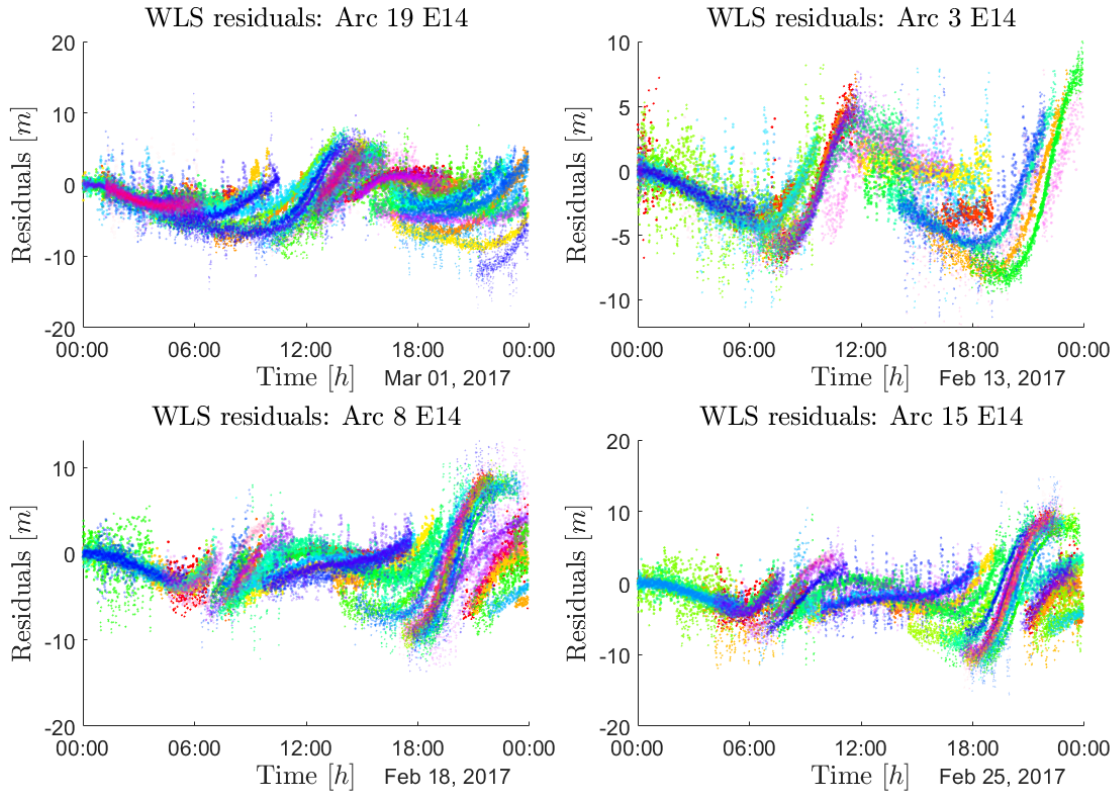 WLS residuals: Arc 19 E14
20
10
0
-10
-20
Residuals [m]
00:00 06:00 12:00 18:00 00:00
Time [h]
Mar 01, 2017
WLS residuals: Arc 3 E14
10
5
0
-5
-10
Residuals [m]
00:00 06:00 12:00 18:00 00:00
Time [h]
Feb 13, 2017
WLS residuals: Arc 8 E14
10
0
-10
-20
Residuals [m]
00:00 06:00 12:00 18:00 00:00
Time [h]
Feb 18, 2017
WLS residuals: Arc 15 E14
20
10
0
-10
-20
Residuals [m]
00:00 06:00 12:00 18:00 00:00
Time [h]
Feb 25, 2017